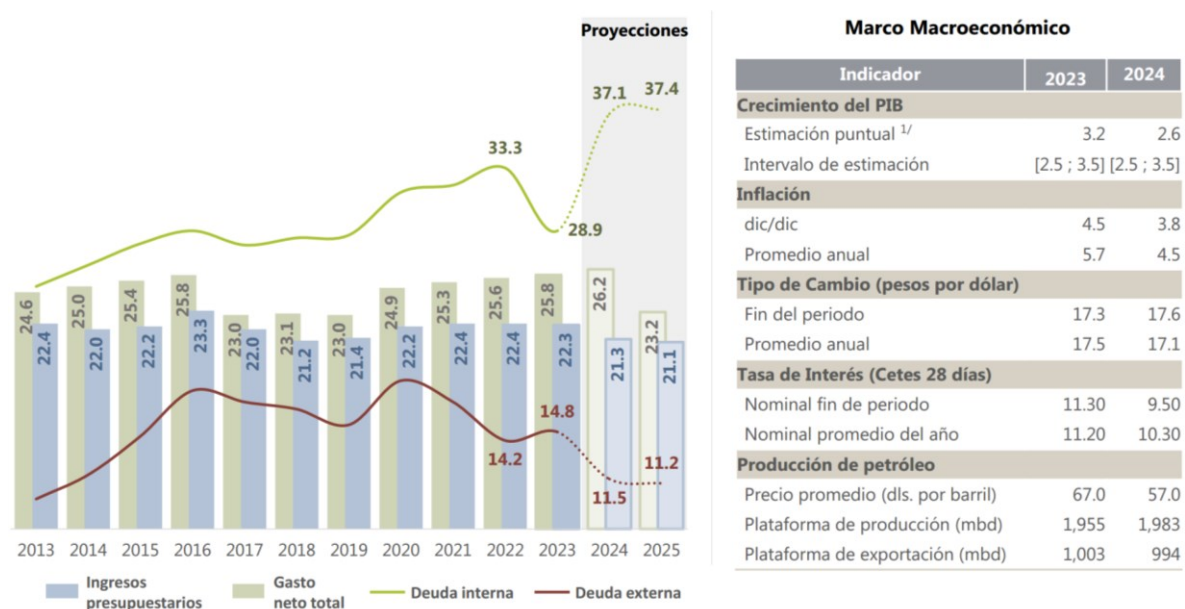 Proyecciones
37.1 37.4
33.3
28.9
24.6 22.4 25.0 22.0 25.4 22.2 25.8 23.3 23.0 22.0 23.1 21.2 23.0 21.4 24.9 22.2 25.3 22.4 25.6 22.4 25.8 22.3 26.2 21.3 23.2 21.1
14.8
14.2
11.5
11.2
2013 2014 2015 2016 2017 2018 2019 2020 2021 2022 2023 2024 2025
Ingresos presupuestarios
Gasto neto total
Deuda interna
Deuda externa
Marco Macroeconómico
Indicador 2023 2024
Crecimiento del PIB
Estimación puntual 1/ 3.2 2.6
Intervalo de estimación [2.5 ; 3.5] [2.5 ; 3.5]
Inflación
dic/dic 4.5 3.8
Promedio anual 5.7 4.5
Tipo de Cambio (pesos por dólar)
Fin del periodo 17.3 17.6
Promedio anual 17.5 17.1
Tasa de Interés (Cetes 28 días)
Nominal fin de periodo 11.30 9.50
Nominal promedio del año 11.20 10.30
Producción de petróleo
Precio promedio (dls. por barril) 67.0 57.0
Plataforma de producción (mbd) 1,955 1,983
Plataforma de exportación (mbd) 1,003 994